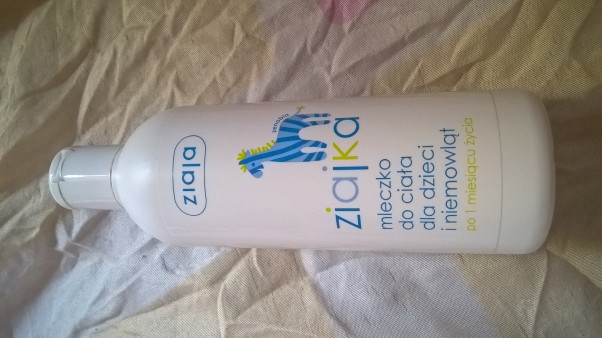 ziaja
ziajka
mleczko
do ciała
dla dzieci
i niemowląt
po 1 miesiącu życia